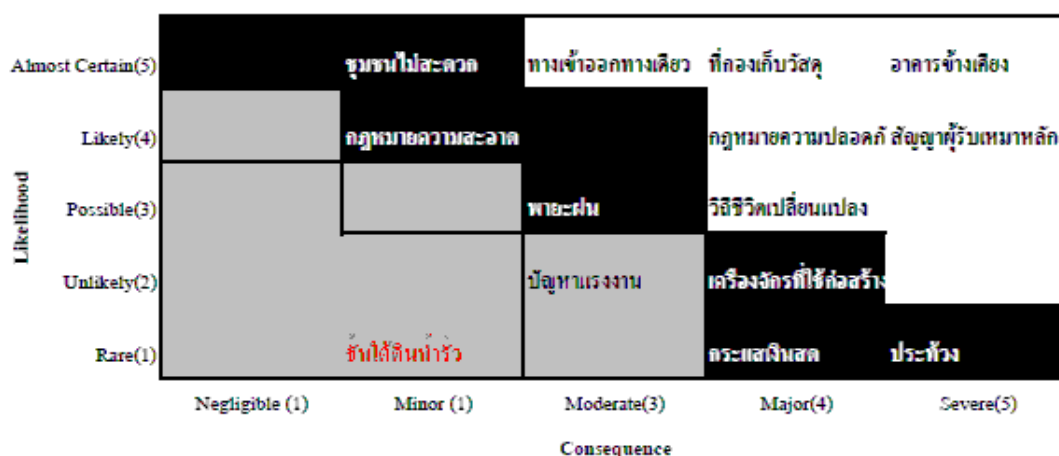 Almost Certain(5) ชุมชนไม่สะดวก ทางเข้าออกทางเดียว ที่กองเก็บวัสดุ อาคารข้างเคียง
Likely(4) กฎหมายความสะอาด กฎหมายความปลอดภั สัญญาผู้รับเหมาหลัก
Possible(3) พายุฝน วิถีชีวิตเปลี่ยนแปลง
Unlikely(2) ปัญหาแรงงาน เครื่องจักรที่ใช้ก่อสร้าง
Rare(1) ชั้นใต้ดินน้ำรั่ว กระแสเงินสด ประท้วง
Likelihood
Negligible (1) Minor (1) Moderate(3) Major(4) Severe(5)
Consequence